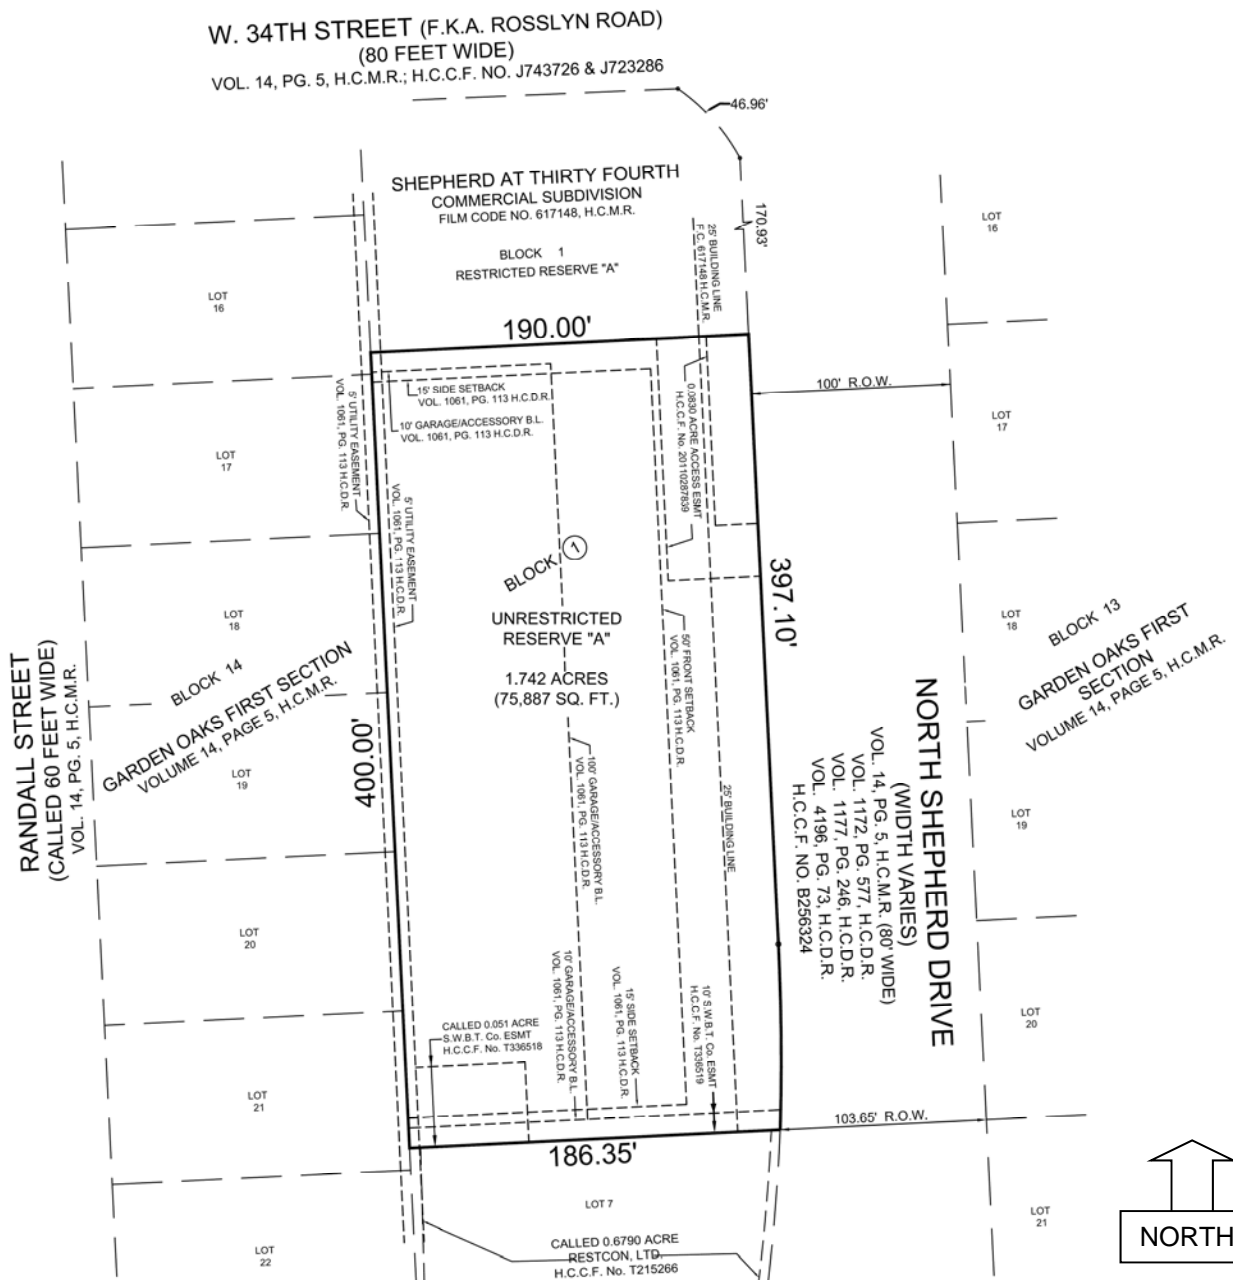 W. 34TH STREET (F.K.A. ROSSLYN ROAD)
(80 FEET WIDE)
VOL. 14, PG. 5, H.C.M.R.; H.C.C.F. NO. J743726 & J723286
46.96'
170.93'
SHEPHERD AT THIRTY FOURTH
COMMERCIAL SUBDIVISION
FILM CODE NO. 617148, H.C.M.R.
BLOCK 1
RESTRICTED RESERVE "A"
25' BUILDING LINE
F.C. 617148 H.C.M.R.
190.00'
LOT
16
LOT
17
LOT
18
LOT
19
LOT
20
LOT
21
LOT
22
5' UTILITY EASEMENT
VOL. 1061, PG. 113 H.C.D.R.
15' SIDE SETBACK
VOL. 1061, PG. 113 H.C.D.R.
10' GARAGE/ACCESSORY B.L.
VOL. 1061, PG. 113 H.C.D.R.
5' UTILITY EASEMENT
VOL. 1061, PG. 113 H.C.D.R.
0.0830 ACRE ACCESS ESMT
H.C.C.F. No. 20110287839
100' R.O.W.
BLOCK 1
UNRESTRICTED
RESERVE "A"
1.742 ACRES
(75,887 SQ. FT.)
50' FRONT SETBACK
VOL. 1061, PG. 113 H.C.D.R.
397.10'
400.00'
BLOCK 14
GARDEN OAKS FIRST SECTION
VOLUME 14, PAGE 5, H.C.M.R.
RANDALL STREET
(CALLED 60 FEET WIDE)
VOL. 14, PG. 5, H.C.M.R.
100' GARAGE/ACCESSORY B.L.
VOL. 1061, PG. 113 H.C.D.R.
25' BUILDING LINE
NORTH SHEPHERD DRIVE
(WIDTH VARIES)
VOL. 14, PG. 5, H.C.M.R. (80' WIDE)
VOL. 1172, PG. 577, H.C.D.R.
VOL. 1177, PG. 246, H.C.D.R.
VOL. 4196, PG. 73, H.C.D.R.
H.C.C.F. NO. B256324
LOT
16
LOT
17
LOT
18
LOT
19
LOT
20
LOT
21
BLOCK 13
GARDEN OAKS FIRST
SECTION
VOLUME 14, PAGE 5, H.C.M.R.
CALLED 0.051 ACRE
S.W.B.T. Co. ESMT
H.C.C.F. No. T336518
10' GARAGE/ACCESSORY B.L.
VOL. 1061, PG. 113 H.C.D.R.
15' SIDE SETBACK
VOL. 1061, PG. 113 H.C.D.R.
10' S.W.B.T. Co. ESMT
H.C.C.F. No. T336519
103.65' R.O.W.
186.35'
LOT 7
CALLED 0.6790 ACRE
RESTCON, LTD.
H.C.C.F. No. T215266
NORTH